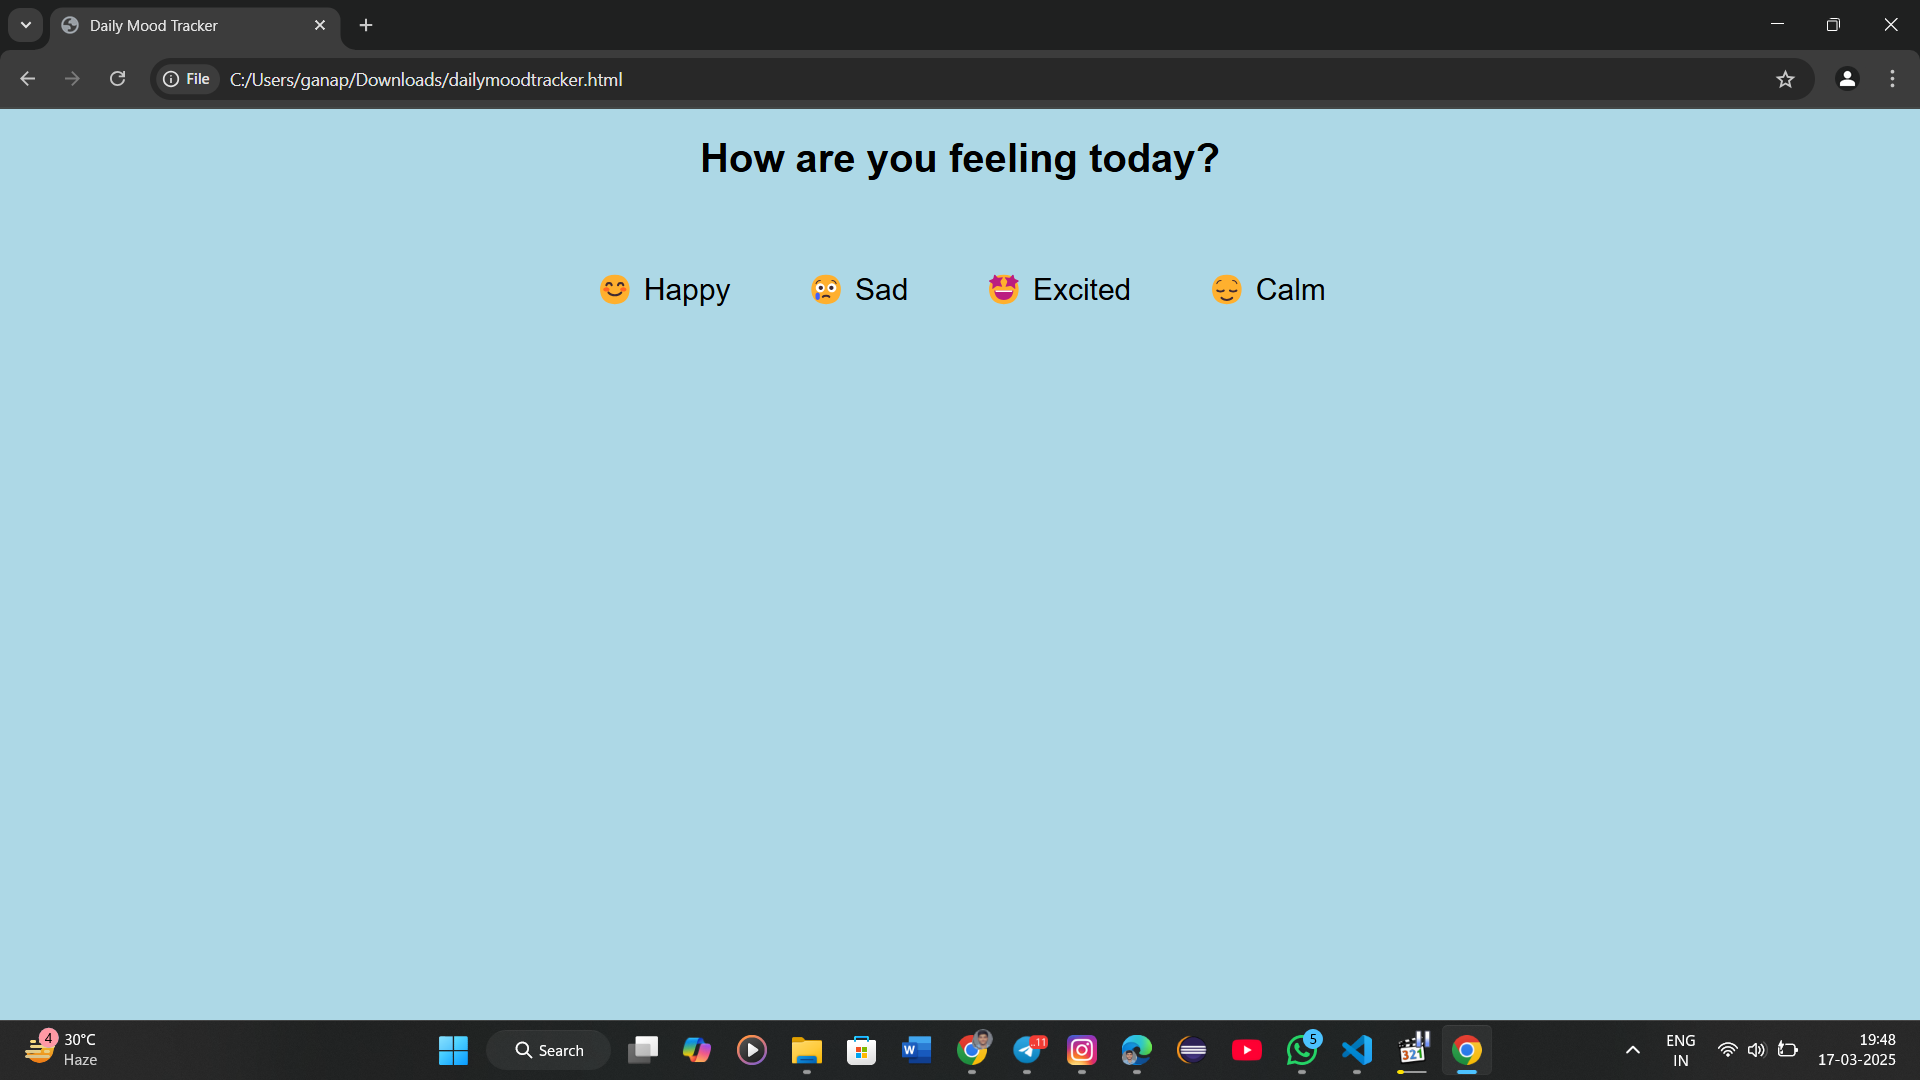 Daily Mood Tracker
File C:/Users/ganap/Downloads/dailymoodtracker.html
How are you feeling today?
😊 Happy 😢 Sad 🤩 Excited 😌 Calm
4 30°C
Haze
Search
W
11
5
321
ENG
IN
19:48
17-03-2025